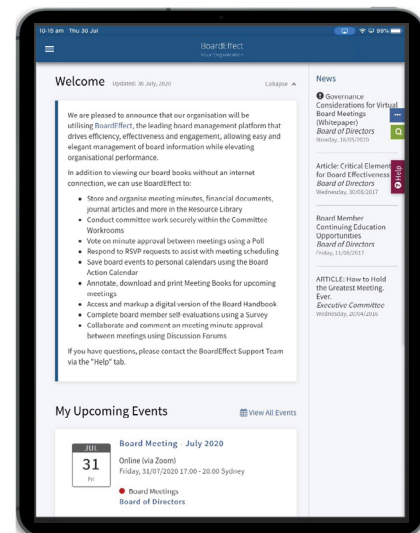 10:19 am Thu 30 Jul
99%
BoardEffect
Your Organisation
Welcome Updated: 30 July, 2020 Collapse
We are pleased to announce that our organisation will be
utilising BoardEffect, the leading board management platform that
drives efficiency, effectiveness and engagement, allowing easy and
elegant management of board information while elevating
organisational performance.
In addition to viewing our board books without an internet
connection, we can use BoardEffect to:
• Store and organise meeting minutes, financial documents,
journal articles and more in the Resource Library
• Conduct committee work securely within the Committee
Workrooms
• Vote on minute approval between meetings using a Poll
• Respond to RSVP requests to assist with meeting scheduling
• Save board events to personal calendars using the Board
Action Calendar
• Annotate, download and print Meeting Books for upcoming
meetings
• Access and markup a digital version of the Board Handbook
• Complete board member self-evaluations using a Survey
• Collaborate and comment on meeting minute approval
between meetings using Discussion Forums
If you have questions, please contact the BoardEffect Support Team
via the "Help" tab.
My Upcoming Events View All Events
JUL
31
Fri
Board Meeting - July 2020
Online (via Zoom)
Friday, 31/07/2020 17.00 - 20.00 Sydney
Board Meetings
Board of Directors
News
Governance
Considerations for Virtual
Board Meetings
(Whitepaper)
Board of Directors
Monday, 18/05/2020
Article: Critical Element
for Board Effectiveness
Board of Directors
Wednesday, 30/08/2017
Board Member
Continuing Education
Opportunities
Board of Directors
Friday, 11/08/2017
ARTICLE: How to Hold
the Greatest Meeting.
Ever.
Executive Committee
Wednesday, 20/04/2016
Help